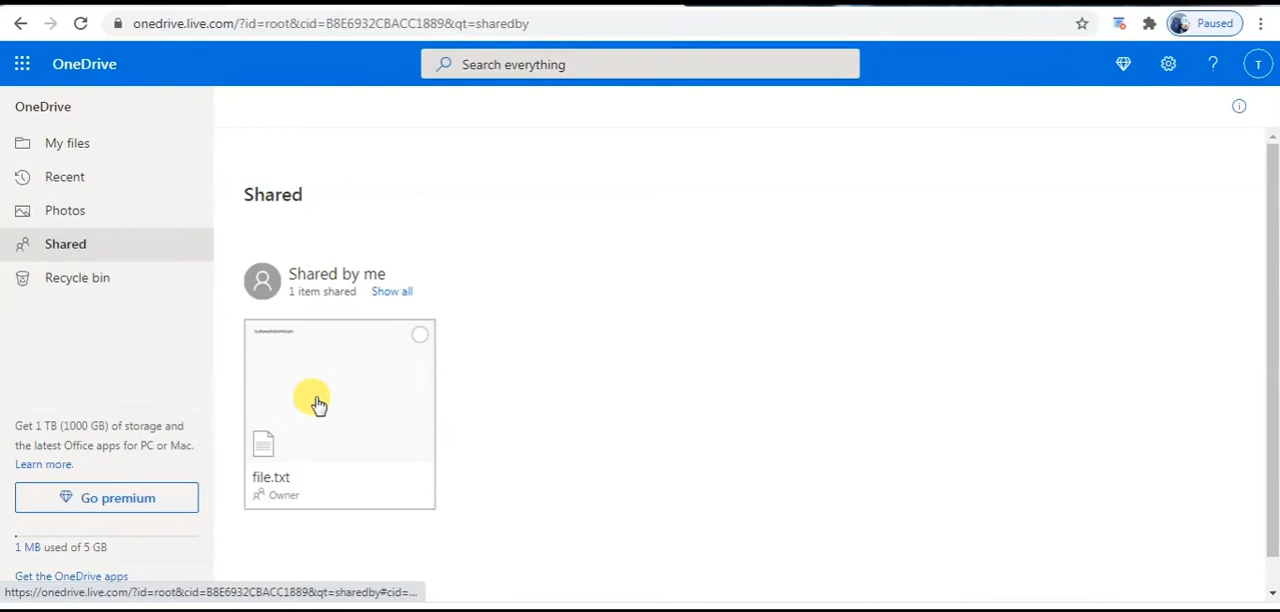 onedrive.live.com/?id=root&cid=B8E6932CBACC1889&qt=sharedby
Paused
OneDrive
Search everything
?
T
OneDrive
My files
Recent
Photos
Shared
Recycle bin
Shared
Shared by me
1 item shared Show all
file.txt
Owner
Get 1 TB (1000 GB) of storage and
the latest Office apps for PC or Mac.
Learn more.
Go premium
1 MB used of 5 GB
Get the OneDrive apps
https://onedrive.live.com/?id=root&cid=B8E6932CBACC1889&qt=sharedby#cid=...